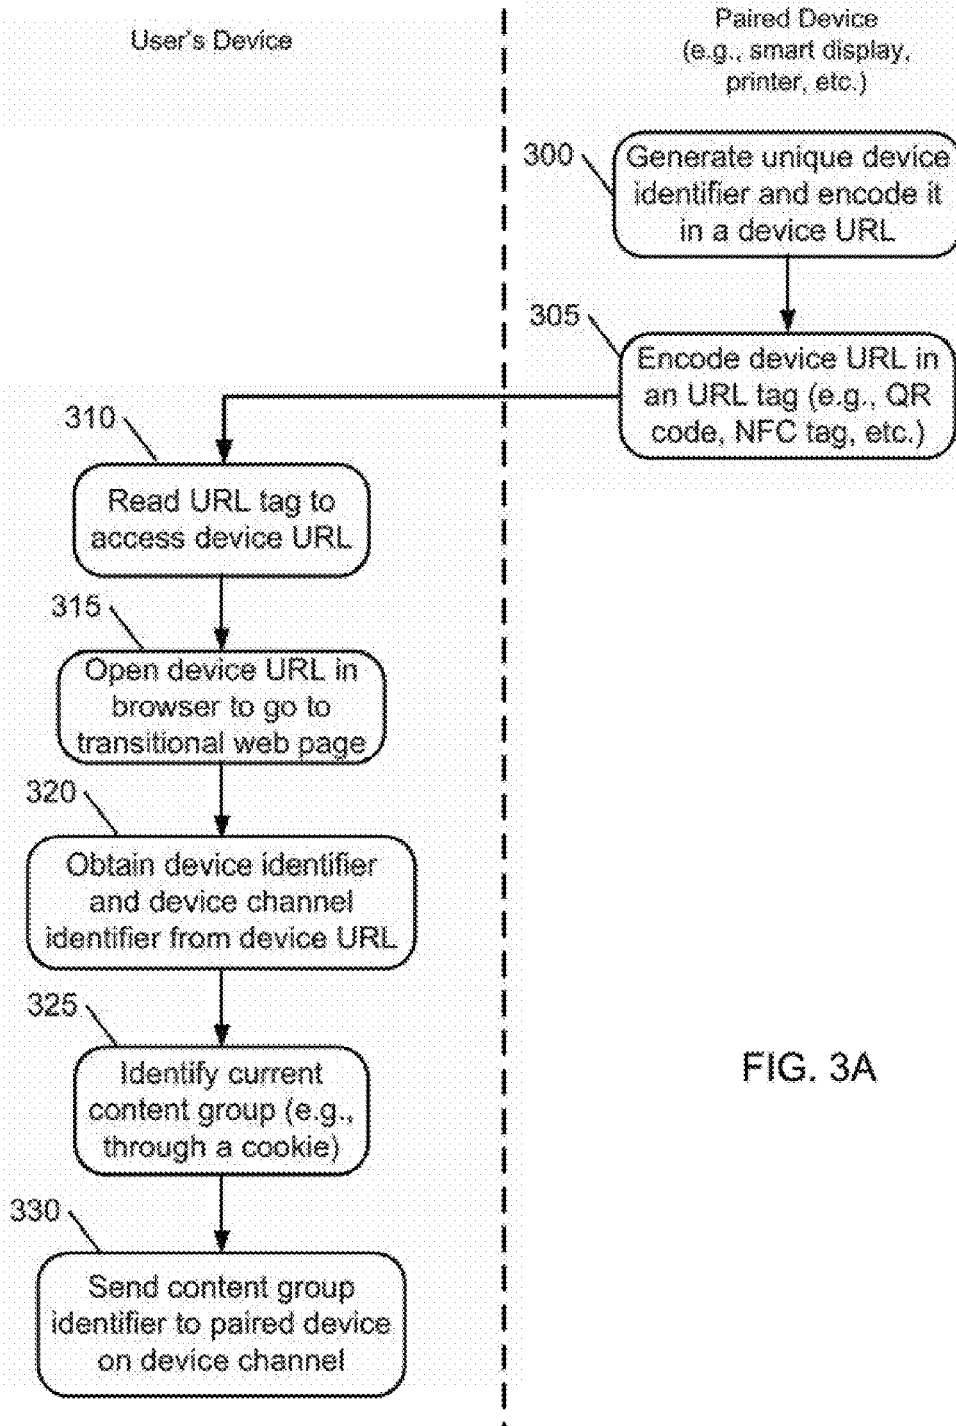 User's Device
Paired Device
(e.g., smart display,
printer, etc.)
300
Generate unique device
identifier and encode it
in a device URL
305
Encode device URL in
an URL tag (e.g., QR
code, NFC tag, etc.)
310
Read URL tag to
access device URL
315
Open device URL in
browser to go to
transitional web page
320
Obtain device identifier
and device channel
identifier from device URL
325
Identify current
content group (e.g.,
through a cookie)
FIG. 3A
330
Send content group
identifier to paired device
on device channel